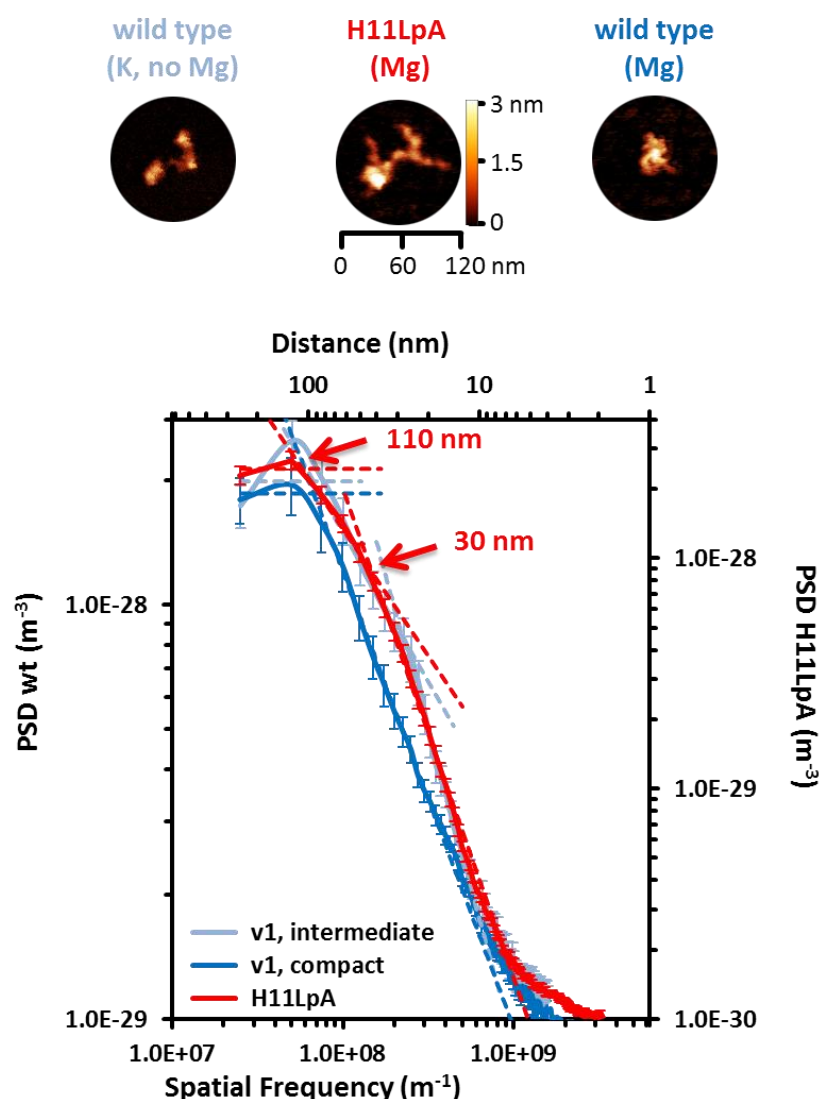 wild type
(K, no Mg)
H11LpA
(Mg)
wild type
(Mg)
3 nm
1.5
0
0 60 120 nm
Distance (nm)
100 10 1
110 nm
30 nm
1.0E-28
1.0E-29
PSD wt (m-3)
1.0E-28
1.0E-29
1.0E-30
PSD H11LpA (m-3)
v1, intermediate
v1, compact
H11LpA
1.0E+07 1.0E+08 1.0E+09
Spatial Frequency (m-1)